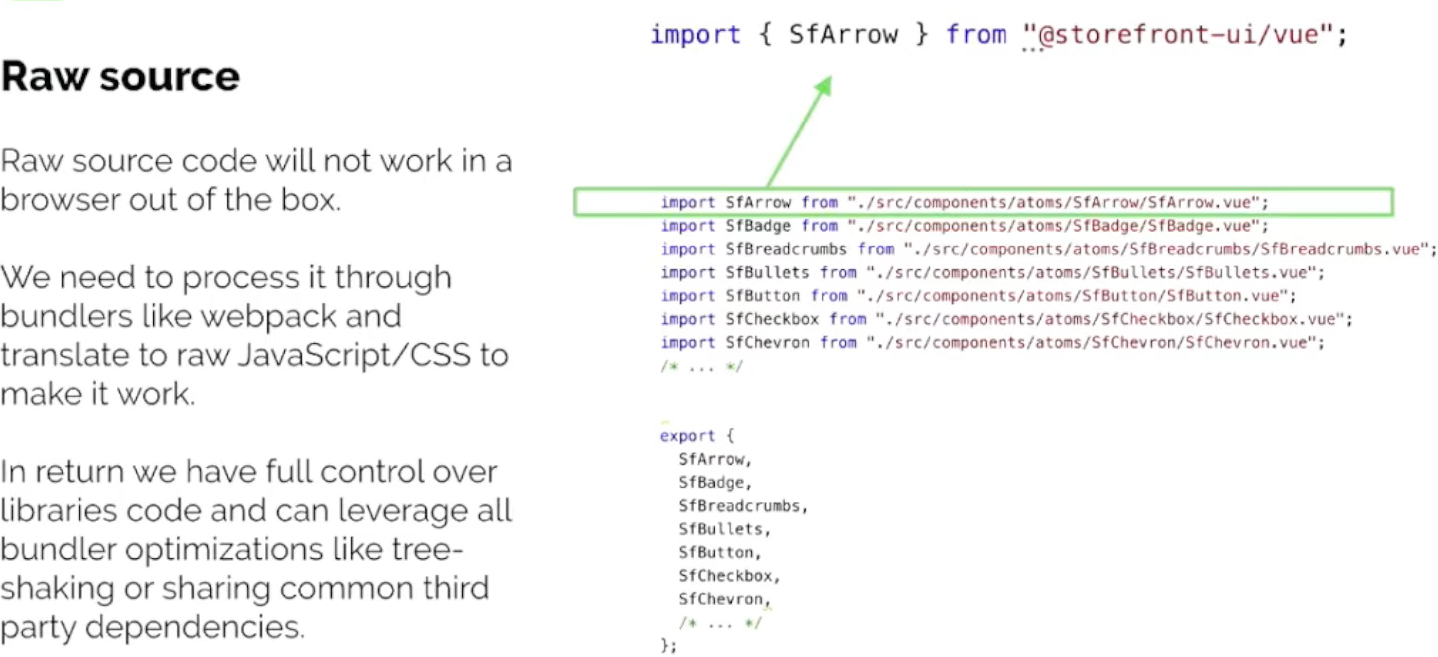 import { SfArrow } from "@storefront-ui/vue";
Raw source
Raw source code will not work in a
browser out of the box.
We need to process it through
bundlers like webpack and
translate to raw JavaScript/CSS to
make it work.
In return we have full control over
libraries code and can leverage all
bundler optimizations like tree-
shaking or sharing common third
party dependencies.
import SfArrow from "./src/components/atoms/SfArrow/SfArrow.vue";
import SfBadge from "./src/components/atoms/SfBadge/SfBadge.vue";
import SfBreadcrumbs from "./src/components/atoms/SfBreadcrumbs/SfBreadcrumbs.vue";
import SfBullets from "./src/components/atoms/SfBullets/SfBullets.vue";
import SfButton from "./src/components/atoms/SfButton/SfButton.vue";
import SfCheckbox from "./src/components/atoms/SfCheckbox/SfCheckbox.vue";
import SfChevron from "./src/components/atoms/SfChevron/SfChevron.vue";
/* ... */
export {
  SfArrow,
  SfBadge,
  SfBreadcrumbs,
  SfBullets,
  SfButton,
  SfCheckbox,
  SfChevron,
  /* ... */
};